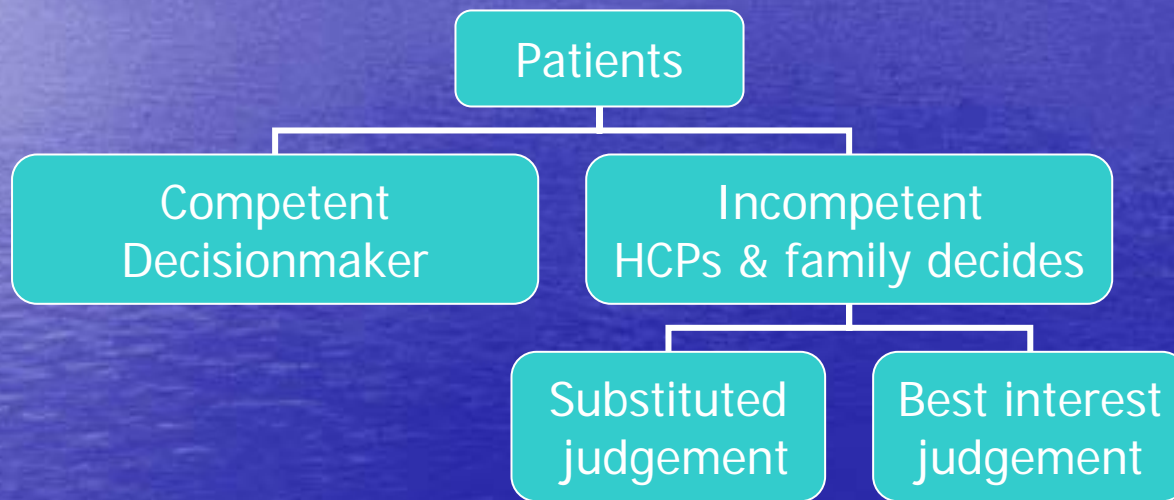 Patients
Competent
Decisionmaker
Incompetent
HCPs & family decides
Substituted
judgement
Best interest
judgement